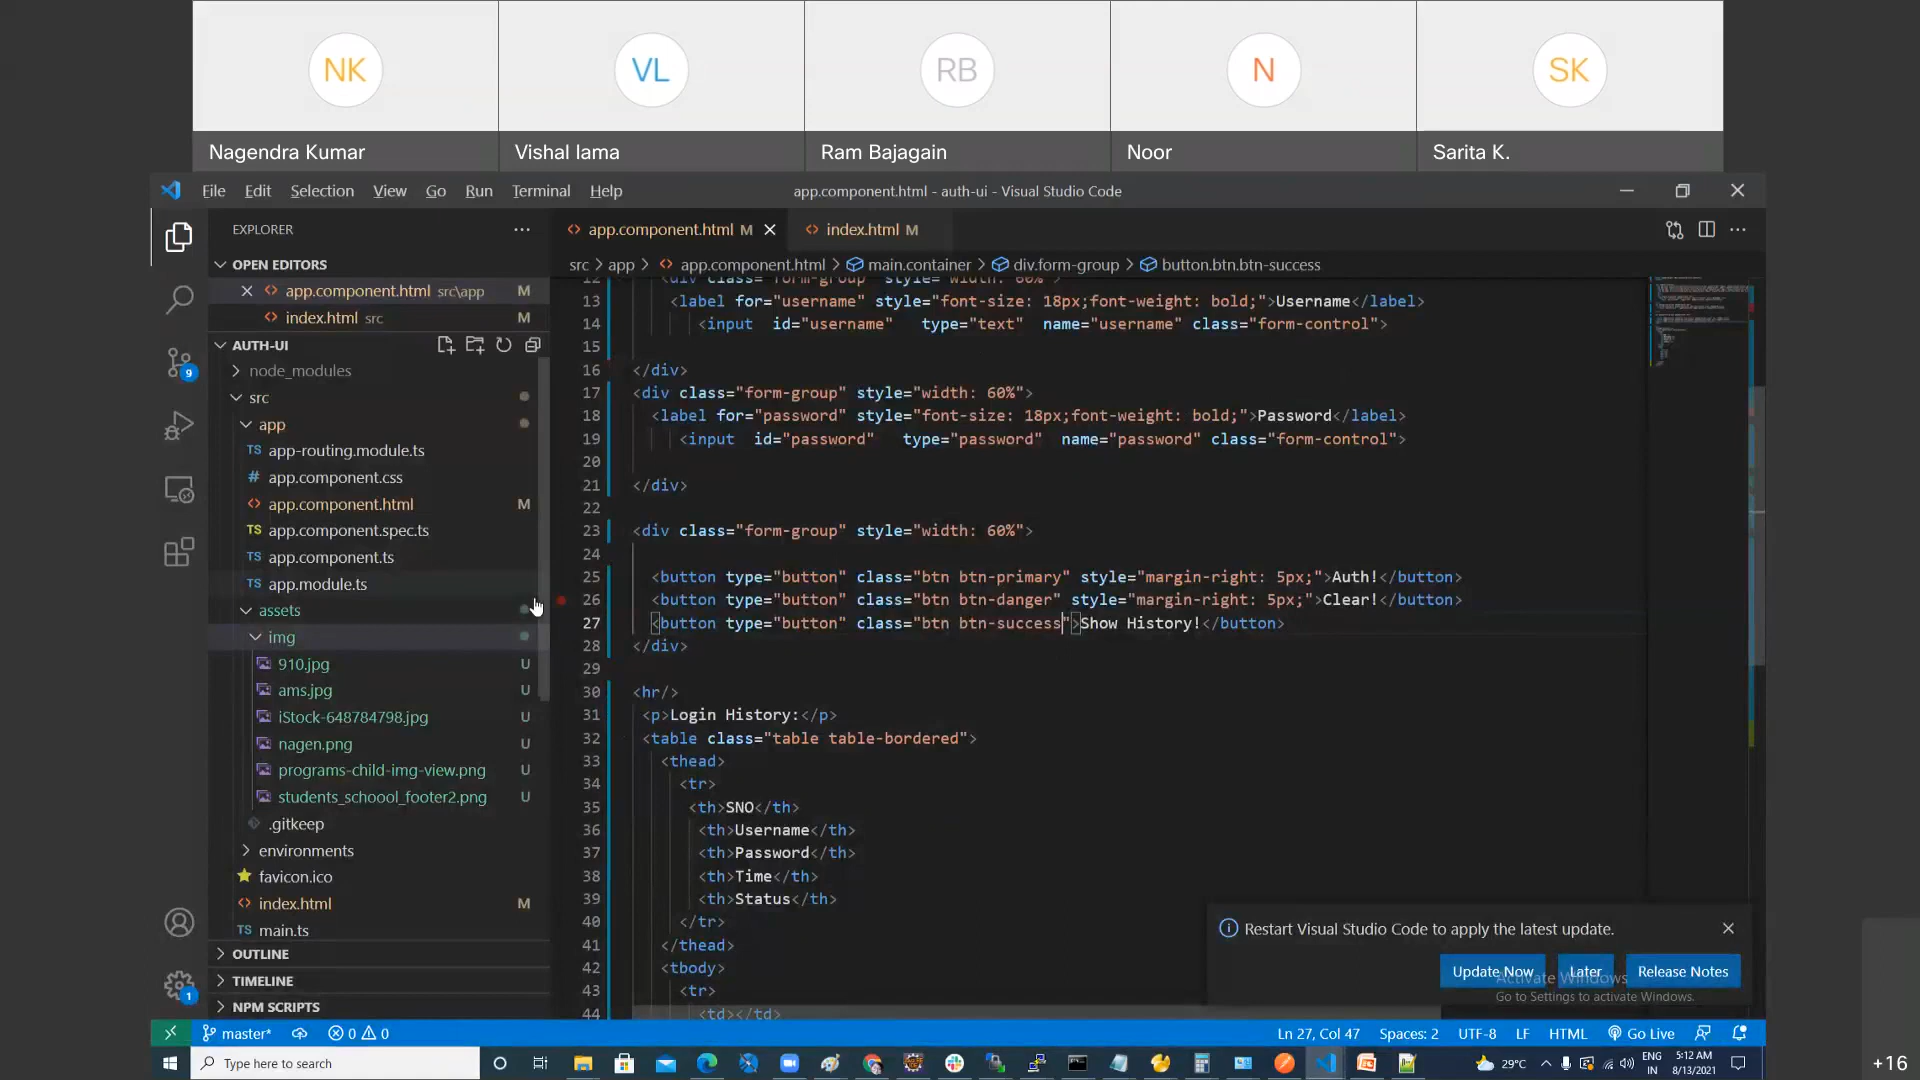 NK
VL
RB
N
SK
Nagendra Kumar
Vishal lama
Ram Bajagain
Noor
Sarita K.
File Edit Selection View Go Run Terminal Help
app.component.html - auth-ui - Visual Studio Code
EXPLORER
app.component.html M
index.html M
OPEN EDITORS
src > app > app.component.html > main.container > div.form-group > button.btn.btn-success
app.component.html src\app M
index.html src M
AUTH-UI
node_modules
src
app
app-routing.module.ts
app.component.css
app.component.html M
app.component.spec.ts
app.component.ts
app.module.ts
assets
img
910.jpg U
ams.jpg U
iStock-648784798.jpg U
nagen.png U
programs-child-img-view.png U
students_schoool_footer2.png U
.gitkeep
environments
favicon.ico
index.html M
main.ts
OUTLINE
TIMELINE
NPM SCRIPTS
9
1
12 <div class="form-group" style="width: 60%">
13 <label for="username" style="font-size: 18px;font-weight: bold;">Username</label>
14 <input id="username" type="text" name="username" class="form-control">
15
16 </div>
17 <div class="form-group" style="width: 60%">
18 <label for="password" style="font-size: 18px;font-weight: bold;">Password</label>
19 <input id="password" type="password" name="password" class="form-control">
20
21 </div>
22
23 <div class="form-group" style="width: 60%">
24
25 <button type="button" class="btn btn-primary" style="margin-right: 5px;">Auth!</button>
26 <button type="button" class="btn btn-danger" style="margin-right: 5px;">Clear!</button>
27 <button type="button" class="btn btn-success">Show History!</button>
28 </div>
29
30 <hr/>
31 <p>Login History:</p>
32 <table class="table table-bordered">
33 <thead>
34 <tr>
35 <th>SNO</th>
36 <th>Username</th>
37 <th>Password</th>
38 <th>Time</th>
39 <th>Status</th>
40 </tr>
41 </thead>
42 <tbody>
43 <tr>
44 <td></td>
Restart Visual Studio Code to apply the latest update.
Update Now Later Release Notes
Activate Windows
Go to Settings to activate Windows.
master* 0 0
Ln 27, Col 47 Spaces: 2 UTF-8 LF HTML Go Live
Type here to search
29°C
ENG
IN
5:12 AM
8/13/2021
+16